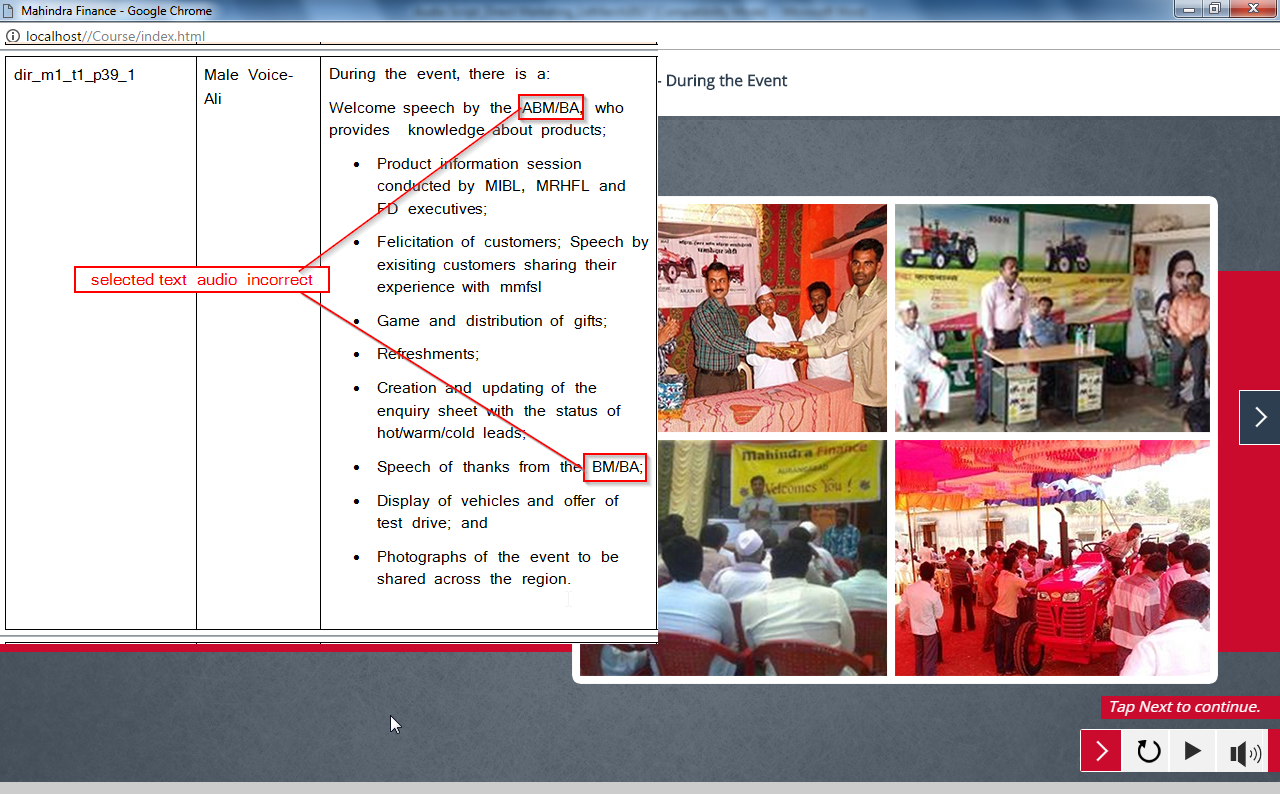 Mahindra Finance - Google Chrome
localhost//Course/index.html
dir_m1_t1_p39_1
Male Voice-
Ali
During the event, there is a:
Welcome speech by the ABM/BA, who
provides knowledge about products;
• Product information session
conducted by MIBL, MRHFL and
FD executives;
• Felicitation of customers; Speech by
exisiting customers sharing their
experience with mmfsl
• Game and distribution of gifts;
• Refreshments;
• Creation and updating of the
enquiry sheet with the status of
hot/warm/cold leads;
• Speech of thanks from the BM/BA;
• Display of vehicles and offer of
test drive; and
• Photographs of the event to be
shared across the region.
selected text audio incorrect
- During the Event
Mahindra Finance
AURANGABAD
Welcomes You !
Tap Next to continue.